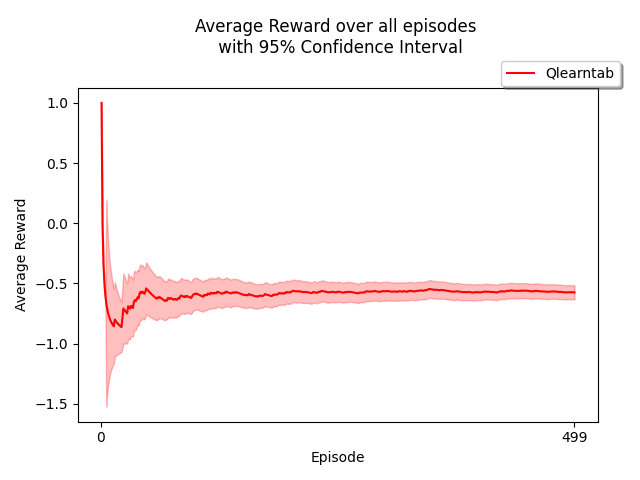 Average Reward over all episodes
with 95% Confidence Interval
Qlearntab
1.0
0.5
0.0
−0.5
−1.0
−1.5
Average Reward
0
499
Episode